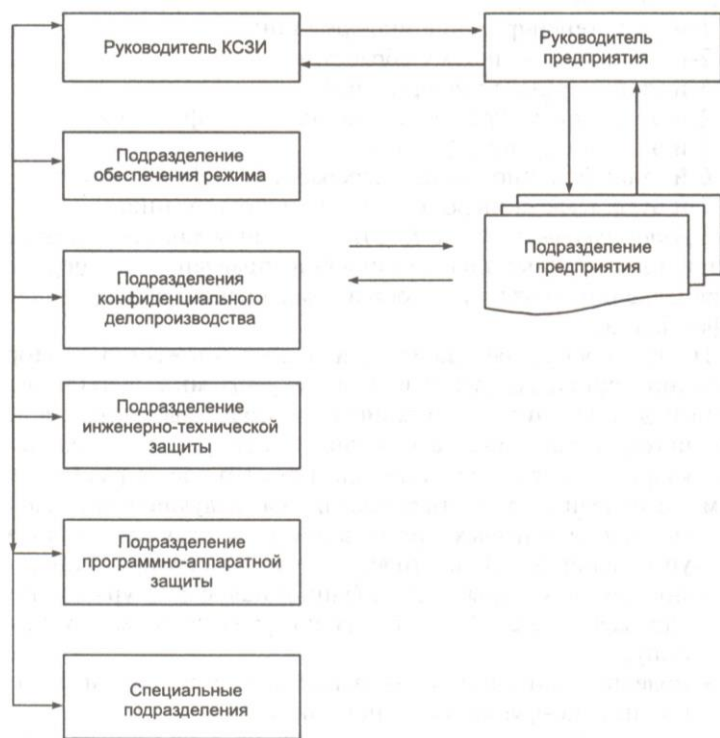 Руководитель КСЗИ
Руководитель
предприятия
Подразделение
обеспечения режима
Подразделения
конфиденциального
делопроизводства
Подразделение
предприятия
Подразделение
инженерно-технической
защиты
Подразделение
программно-аппаратной
защиты
Специальные
подразделения